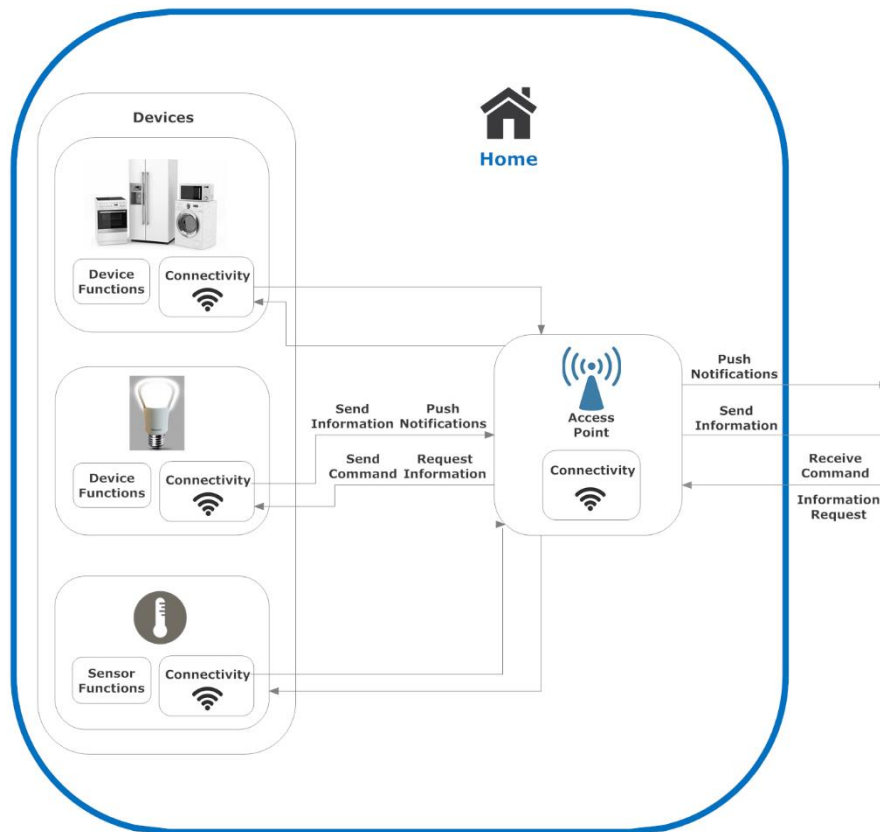 Devices
Home
Device
Functions
Connectivity
Device
Functions
Connectivity
Sensor
Functions
Connectivity
Send
Information
Push
Notifications
Send
Command
Request
Information
Access
Point
Connectivity
Push
Notifications
Send
Information
Receive
Command
Information
Request